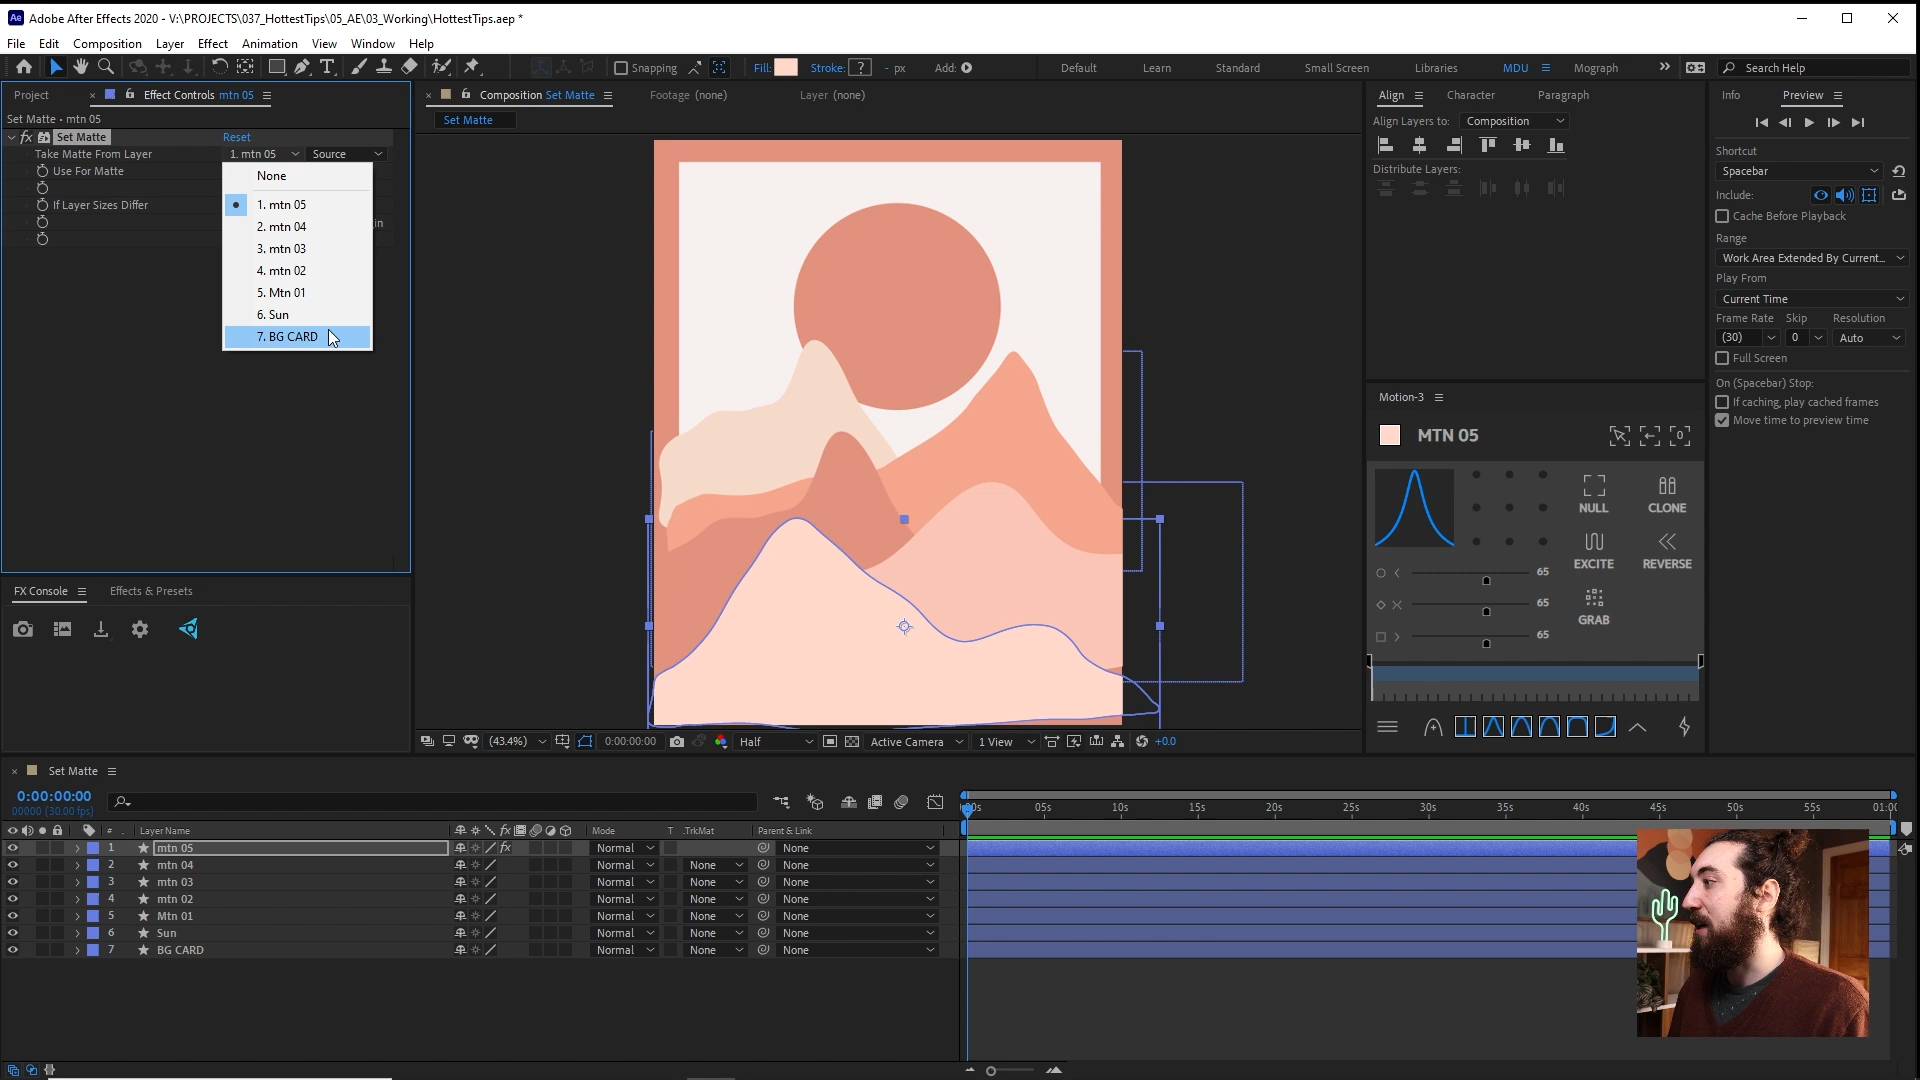 Adobe After Effects 2020 - V:\PROJECTS\037_HottestTips\05_AE\03_Working\HottestTips.aep *
File Edit Composition Layer Effect Animation View Window Help
Snapping Fill: Stroke: ? - px Add: Default Learn Standard Small Screen Libraries MDU Mograph Search Help
Project Effect Controls mtn 05
Set Matte • mtn 05
fx Set Matte Reset
Take Matte From Layer 1. mtn 05 Source
Use For Matte
If Layer Sizes Differ
None
1. mtn 05
2. mtn 04
3. mtn 03
4. mtn 02
5. Mtn 01
6. Sun
7. BG CARD
FX Console Effects & Presets
Composition Set Matte Footage (none) Layer (none)
Set Matte
(43.4%) 0:00:00:00 Half Active Camera 1 View +0.0
Align Character Paragraph
Align Layers to: Composition
Distribute Layers:
Motion-3
MTN 05
NULL CLONE
EXCITE REVERSE
GRAB
65
65
65
Info Preview
Shortcut
Spacebar
Include:
Cache Before Playback
Range
Work Area Extended By Current...
Play From
Current Time
Frame Rate Skip Resolution
(30) 0 Auto
Full Screen
On (Spacebar) Stop:
If caching, play cached frames
Move time to preview time
Set Matte
0:00:00:00
00000 (30.00 fps)
# Layer Name fx Mode T .TrkMat Parent & Link
1 mtn 05 fx Normal None
2 mtn 04 Normal None None
3 mtn 03 Normal None None
4 mtn 02 Normal None None
5 Mtn 01 Normal None None
6 Sun Normal None None
7 BG CARD Normal None None
05s 10s 15s 20s 25s 30s 35s 40s 45s 50s 55s